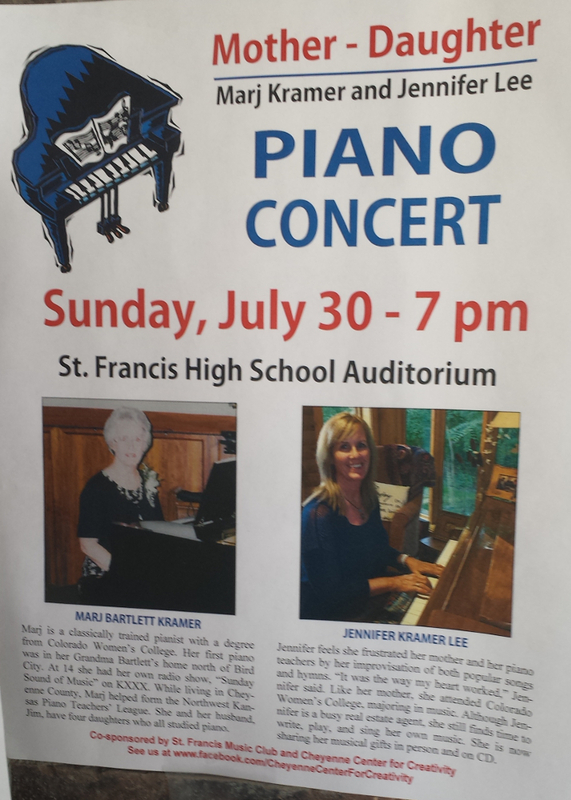 Mother - Daughter
Marj Kramer and Jennifer Lee
PIANO
CONCERT
Sunday, July 30 - 7 pm
St. Francis High School Auditorium
MARJ BARTLETT KRAMER
Marj is a classically trained pianist with a degree
from Colorado Women's College. Her first piano
was in her Grandma Bartlett's home north of Bird
City. At 14 she had her own radio show, "Sunday
Sound of Music" on KXXX. While living in Chey-
enne County, Marj helped form the Northwest Kan-
sas Piano Teachers' League. She and her husband,
Jim, have four daughters who all studied piano.
JENNIFER KRAMER LEE
Jennifer feels she frustrated her mother and her piano
teachers by her improvisation of both popular songs
and hymns. "It was the way my heart worked," Jen-
nifer said. Like her mother, she attended Colorado
Women's College, majoring in music. Although Jen-
nifer is a busy real estate agent, she still finds time to
write, play, and sing her own music. She is now
sharing her musical gifts in person and on CD.
Co-sponsored by St. Francis Music Club and Cheyenne Center for Creativity
See us at www.facebook.com/CheyenneCenterForCreativity